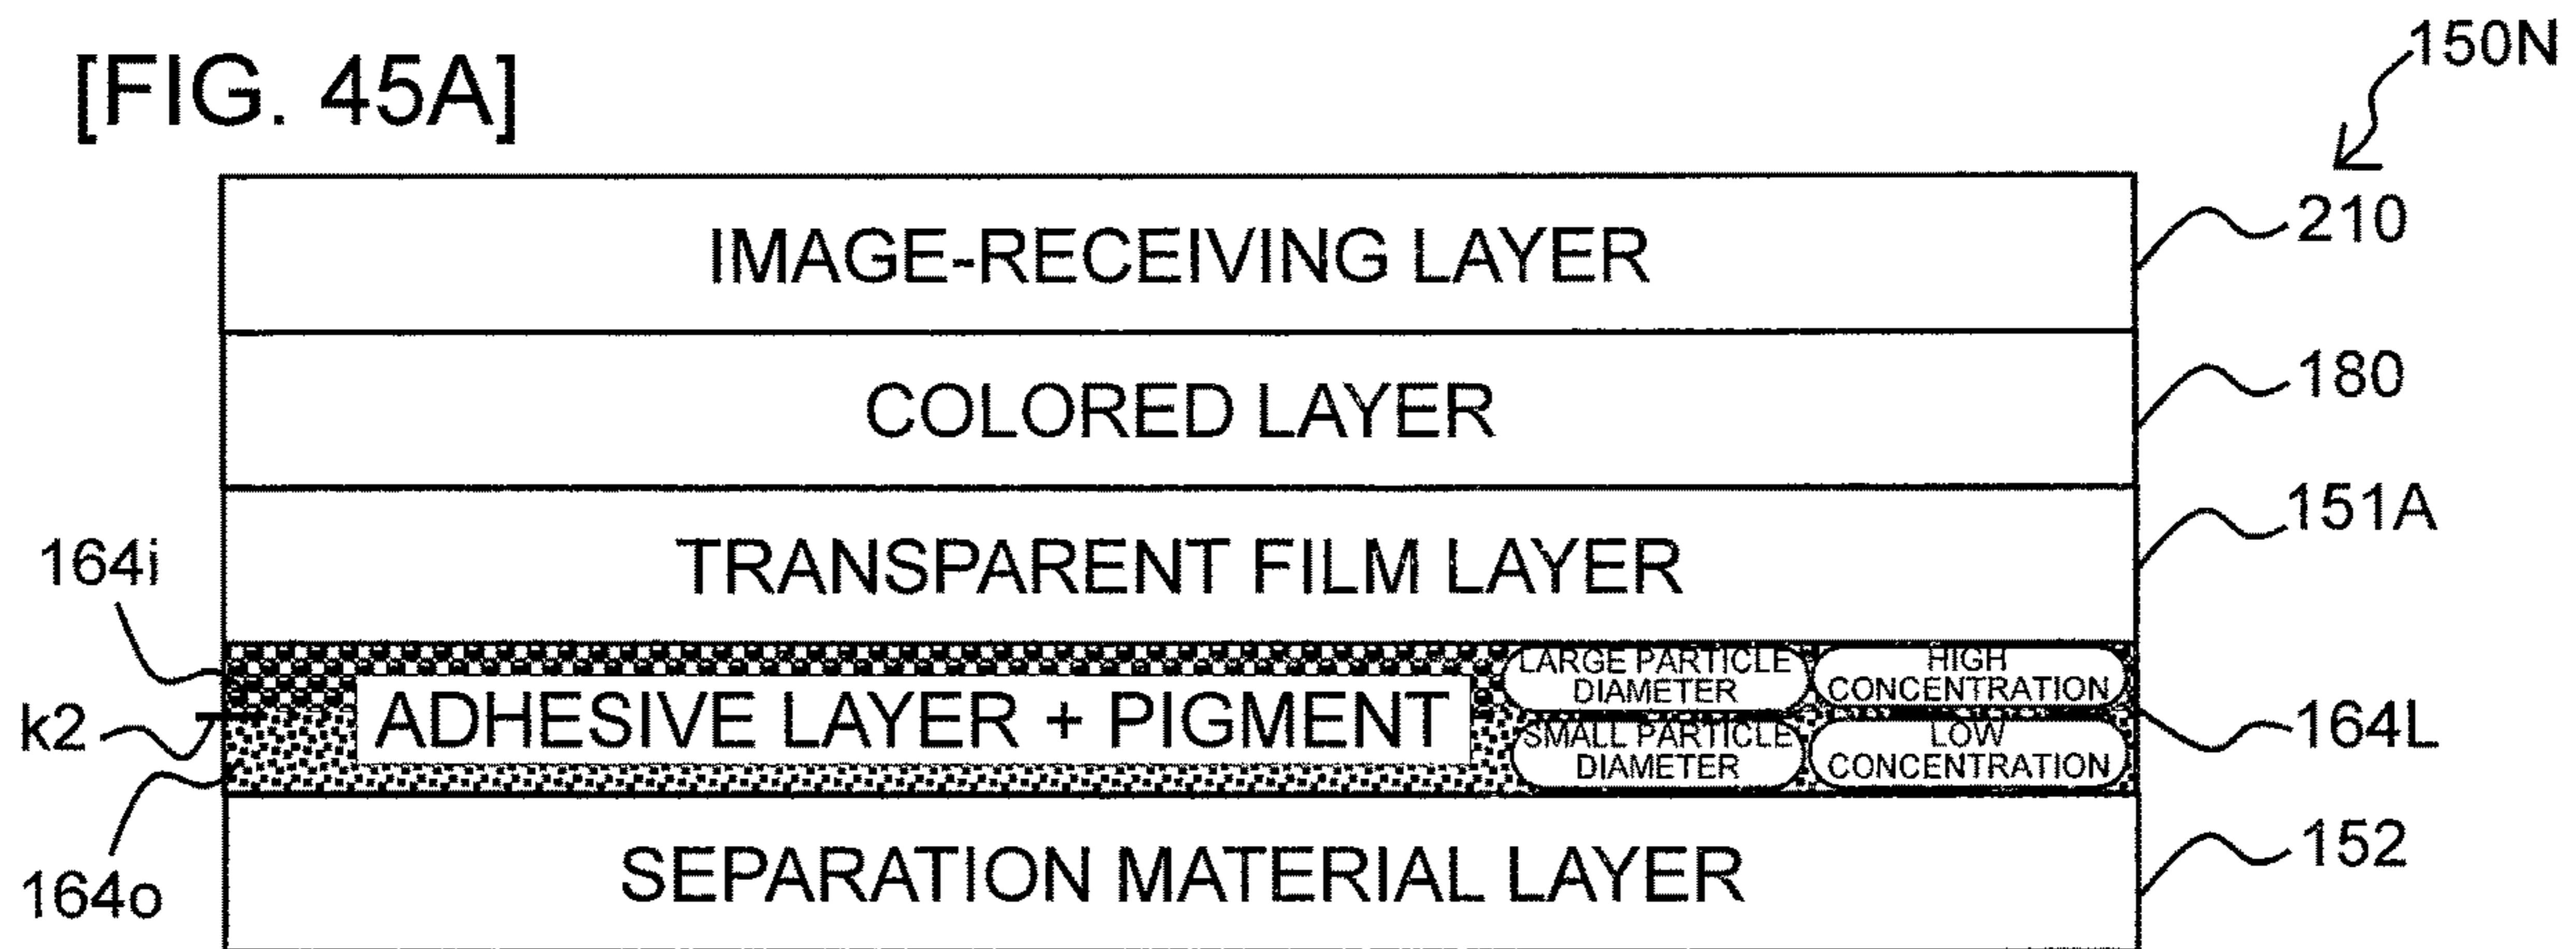 150N
[FIG. 45A]
IMAGE-RECEIVING LAYER
210
COLORED LAYER
180
TRANSPARENT FILM LAYER
151A
164i
k2
164o
ADHESIVE LAYER + PIGMENT
LARGE PARTICLE
DIAMETER
HIGH
CONCENTRATION
SMALL PARTICLE
DIAMETER
LOW
CONCENTRATION
164L
SEPARATION MATERIAL LAYER
152